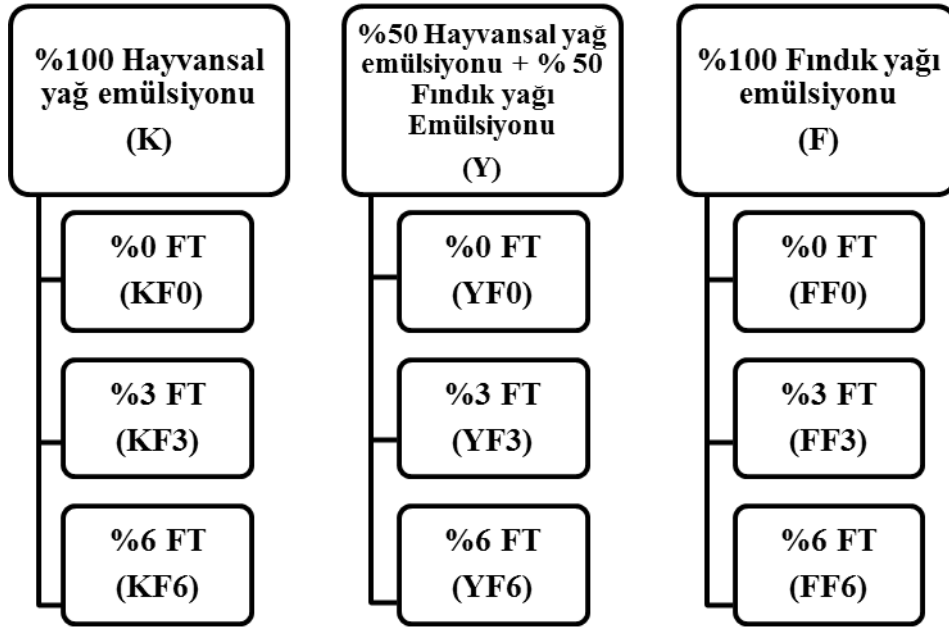 %100 Hayvansal
yağ emülsiyonu
(K)
%0 FT
(KF0)
%3 FT
(KF3)
%6 FT
(KF6)
%50 Hayvansal yağ
emülsiyonu + % 50
Fındık yağı
Emülsiyonu
(Y)
%0 FT
(YF0)
%3 FT
(YF3)
%6 FT
(YF6)
%100 Fındık yağı
emülsiyonu
(F)
%0 FT
(FF0)
%3 FT
(FF3)
%6 FT
(FF6)